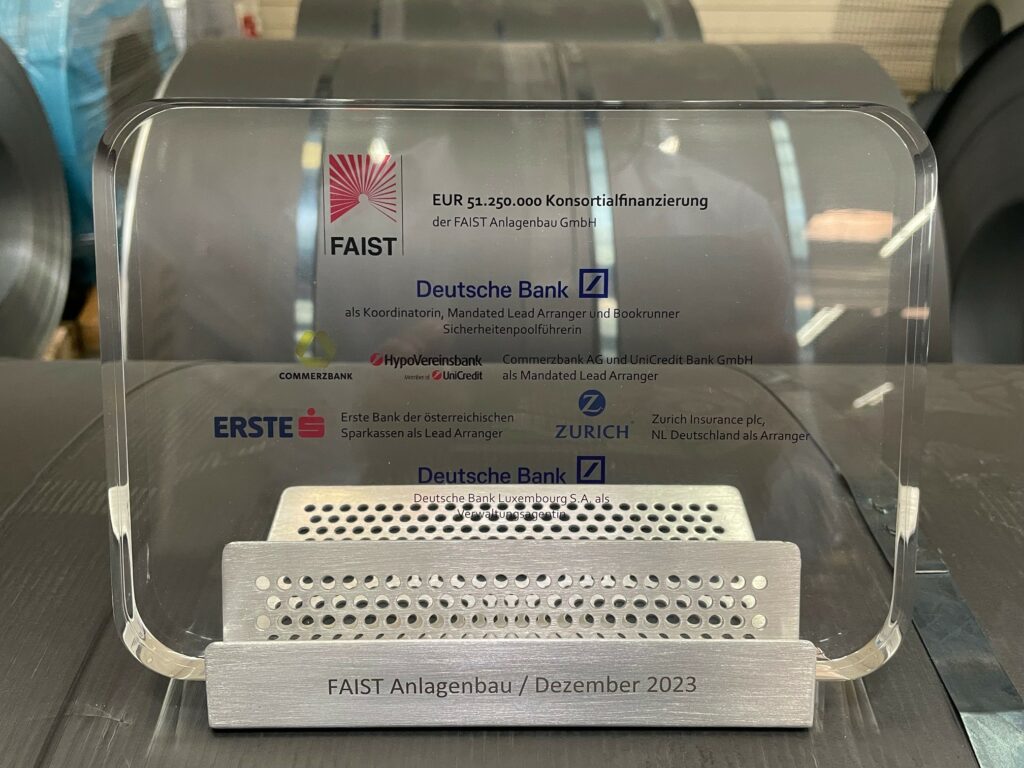 FAIST
EUR 51.250.000 Konsortialfinanzierung
der FAIST Anlagenbau GmbH
Deutsche Bank
als Koordinatorin, Mandated Lead Arranger und Bookrunner
Sicherheitenpoolführerin
COMMERZBANK
HypoVereinsbank
Member of UniCredit
Commerzbank AG und UniCredit Bank GmbH
als Mandated Lead Arranger
ERSTE
Erste Bank der österreichischen
Sparkassen als Lead Arranger
ZURICH
Zurich Insurance plc,
NL Deutschland als Arranger
Deutsche Bank
Deutsche Bank Luxembourg S.A. als
Verwaltungsagentin
FAIST Anlagenbau / Dezember 2023